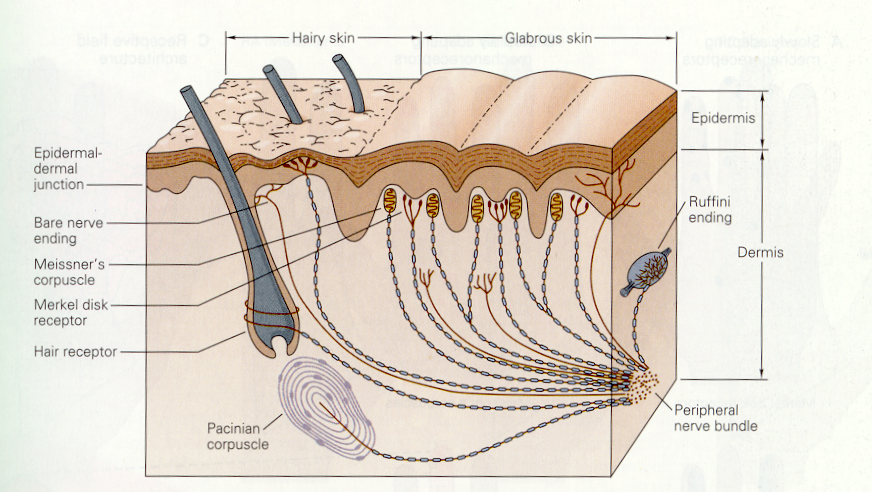 Hairy skin
Glabrous skin
Epidermis
Epidermal-
dermal
junction
Bare nerve
ending
Meissner's
corpuscle
Merkel disk
receptor
Hair receptor
Pacinian
corpuscle
Ruffini
ending
Dermis
Peripheral
nerve bundle